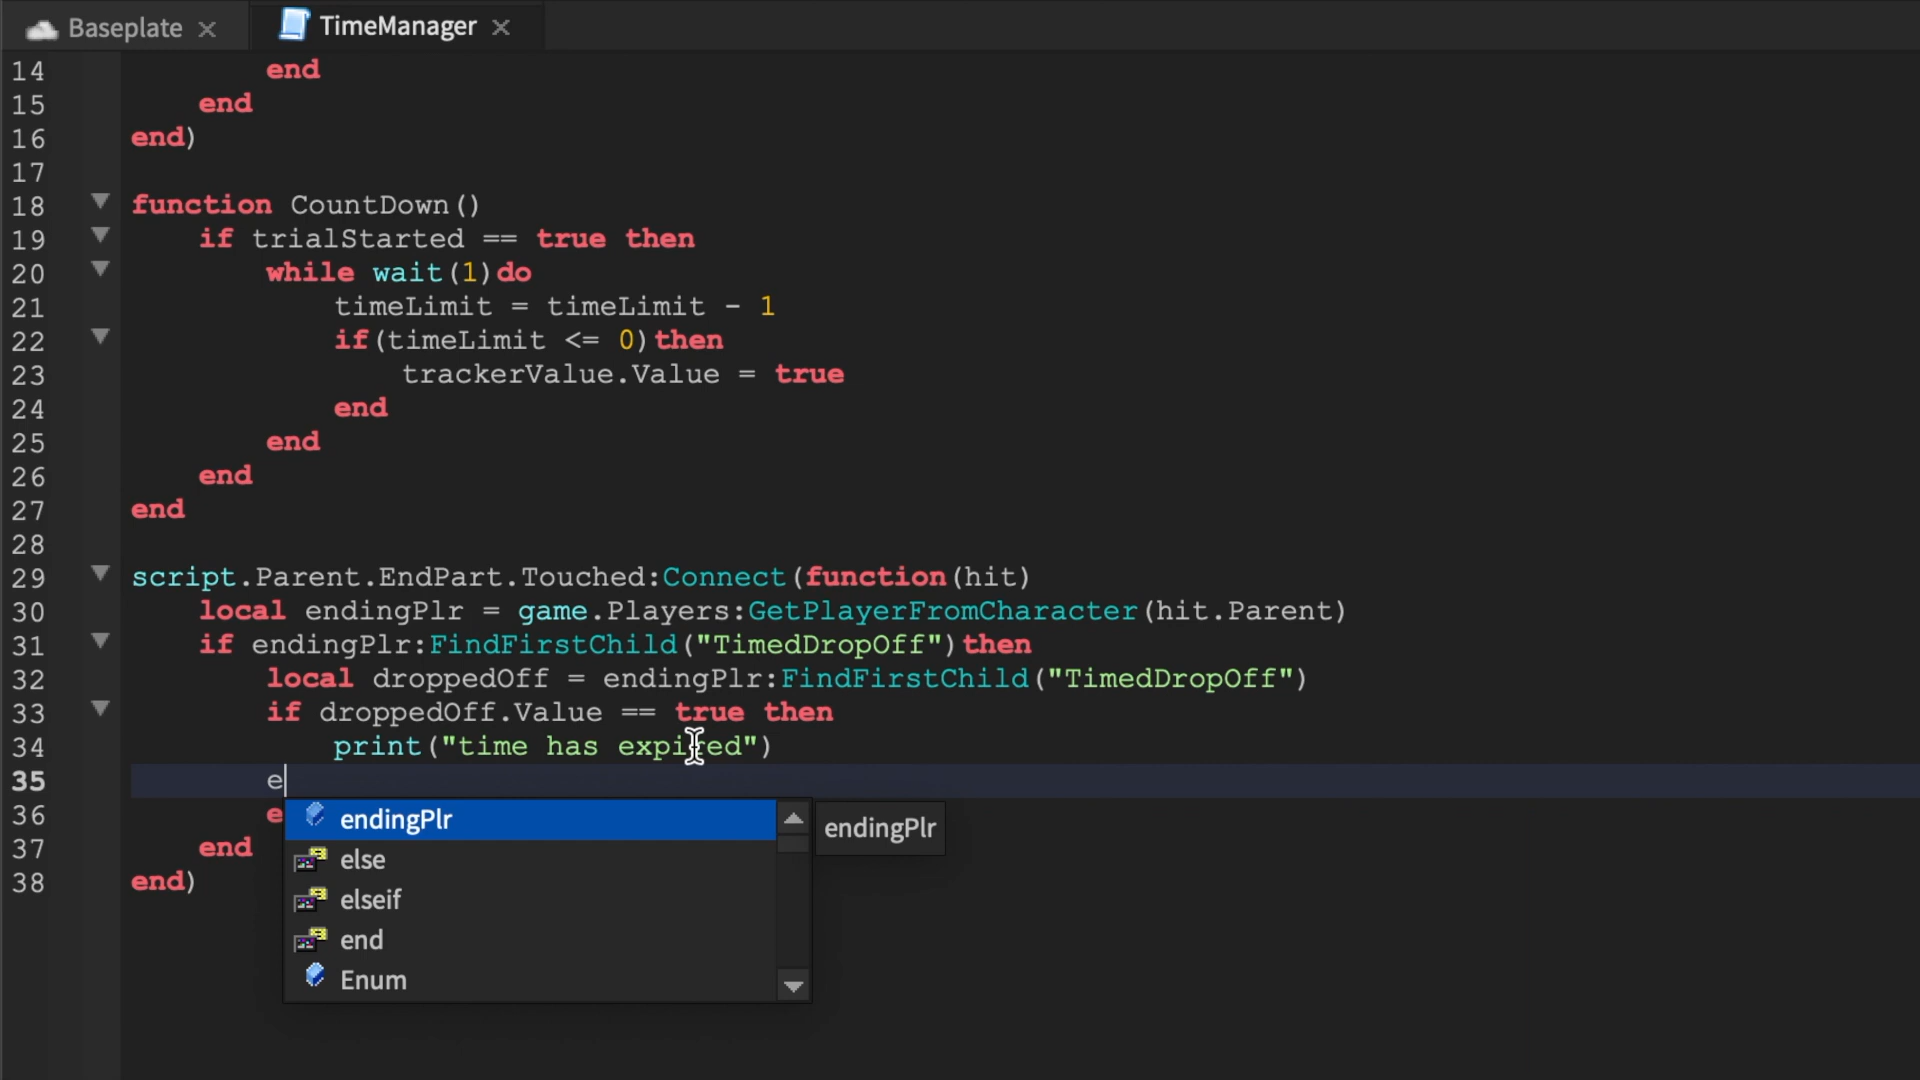 Baseplate TimeManager
14 end
15 end
16 end)
17
18 function CountDown()
19 if trialStarted == true then
20 while wait(1)do
21 timeLimit = timeLimit - 1
22 if(timeLimit <= 0)then
23 trackerValue.Value = true
24 end
25 end
26 end
27 end
28
29 script.Parent.EndPart.Touched:Connect(function(hit)
30 local endingPlr = game.Players:GetPlayerFromCharacter(hit.Parent)
31 if endingPlr:FindFirstChild("TimedDropOff")then
32 local droppedOff = endingPlr:FindFirstChild("TimedDropOff")
33 if droppedOff.Value == true then
34 print("time has expired")
35 e
36 e
endingPlr endingPlr
else
elseif
end
Enum
37 end
38 end)